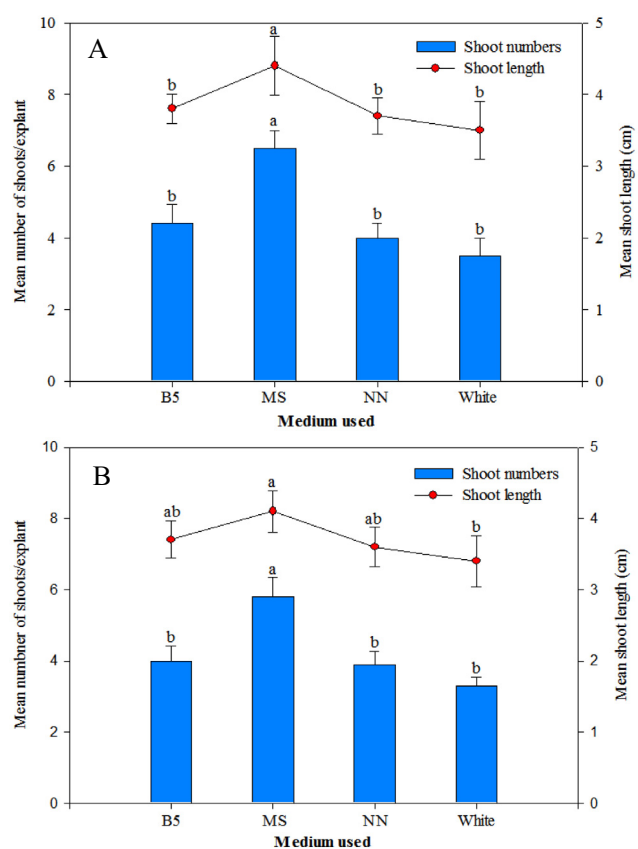 A
Shoot numbers
Shoot length
10
8
6
4
2
0
Mean number of shoots/explant
b
a
b
b
b
a
b
b
5
4
3
2
1
0
Mean shoot length (cm)
B5 MS NN White
Medium used
B
Shoot numbers
Shoot length
10
8
6
4
2
0
Mean numbner of shoots/explant
ab
a
ab
b
b
a
b
b
5
4
3
2
1
0
Mean shoot length (cm)
B5 MS NN White
Medium used